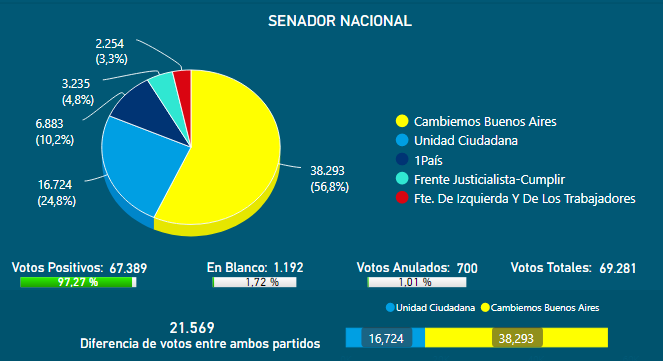 SENADOR NACIONAL
2.254
(3,3%)
3.235
(4,8%)
6.883
(10,2%)
16.724
(24,8%)
38.293
(56,8%)
Cambiemos Buenos Aires
Unidad Ciudadana
1País
Frente Justicialista-Cumplir
Fte. De Izquierda Y De Los Trabajadores
Votos Positivos: 67.389
97,27 %
En Blanco: 1.192
1,72 %
Votos Anulados: 700
1,01 %
Votos Totales: 69.281
21.569
Diferencia de votos entre ambos partidos
Unidad Ciudadana Cambiemos Buenos Aires
16,724 38,293